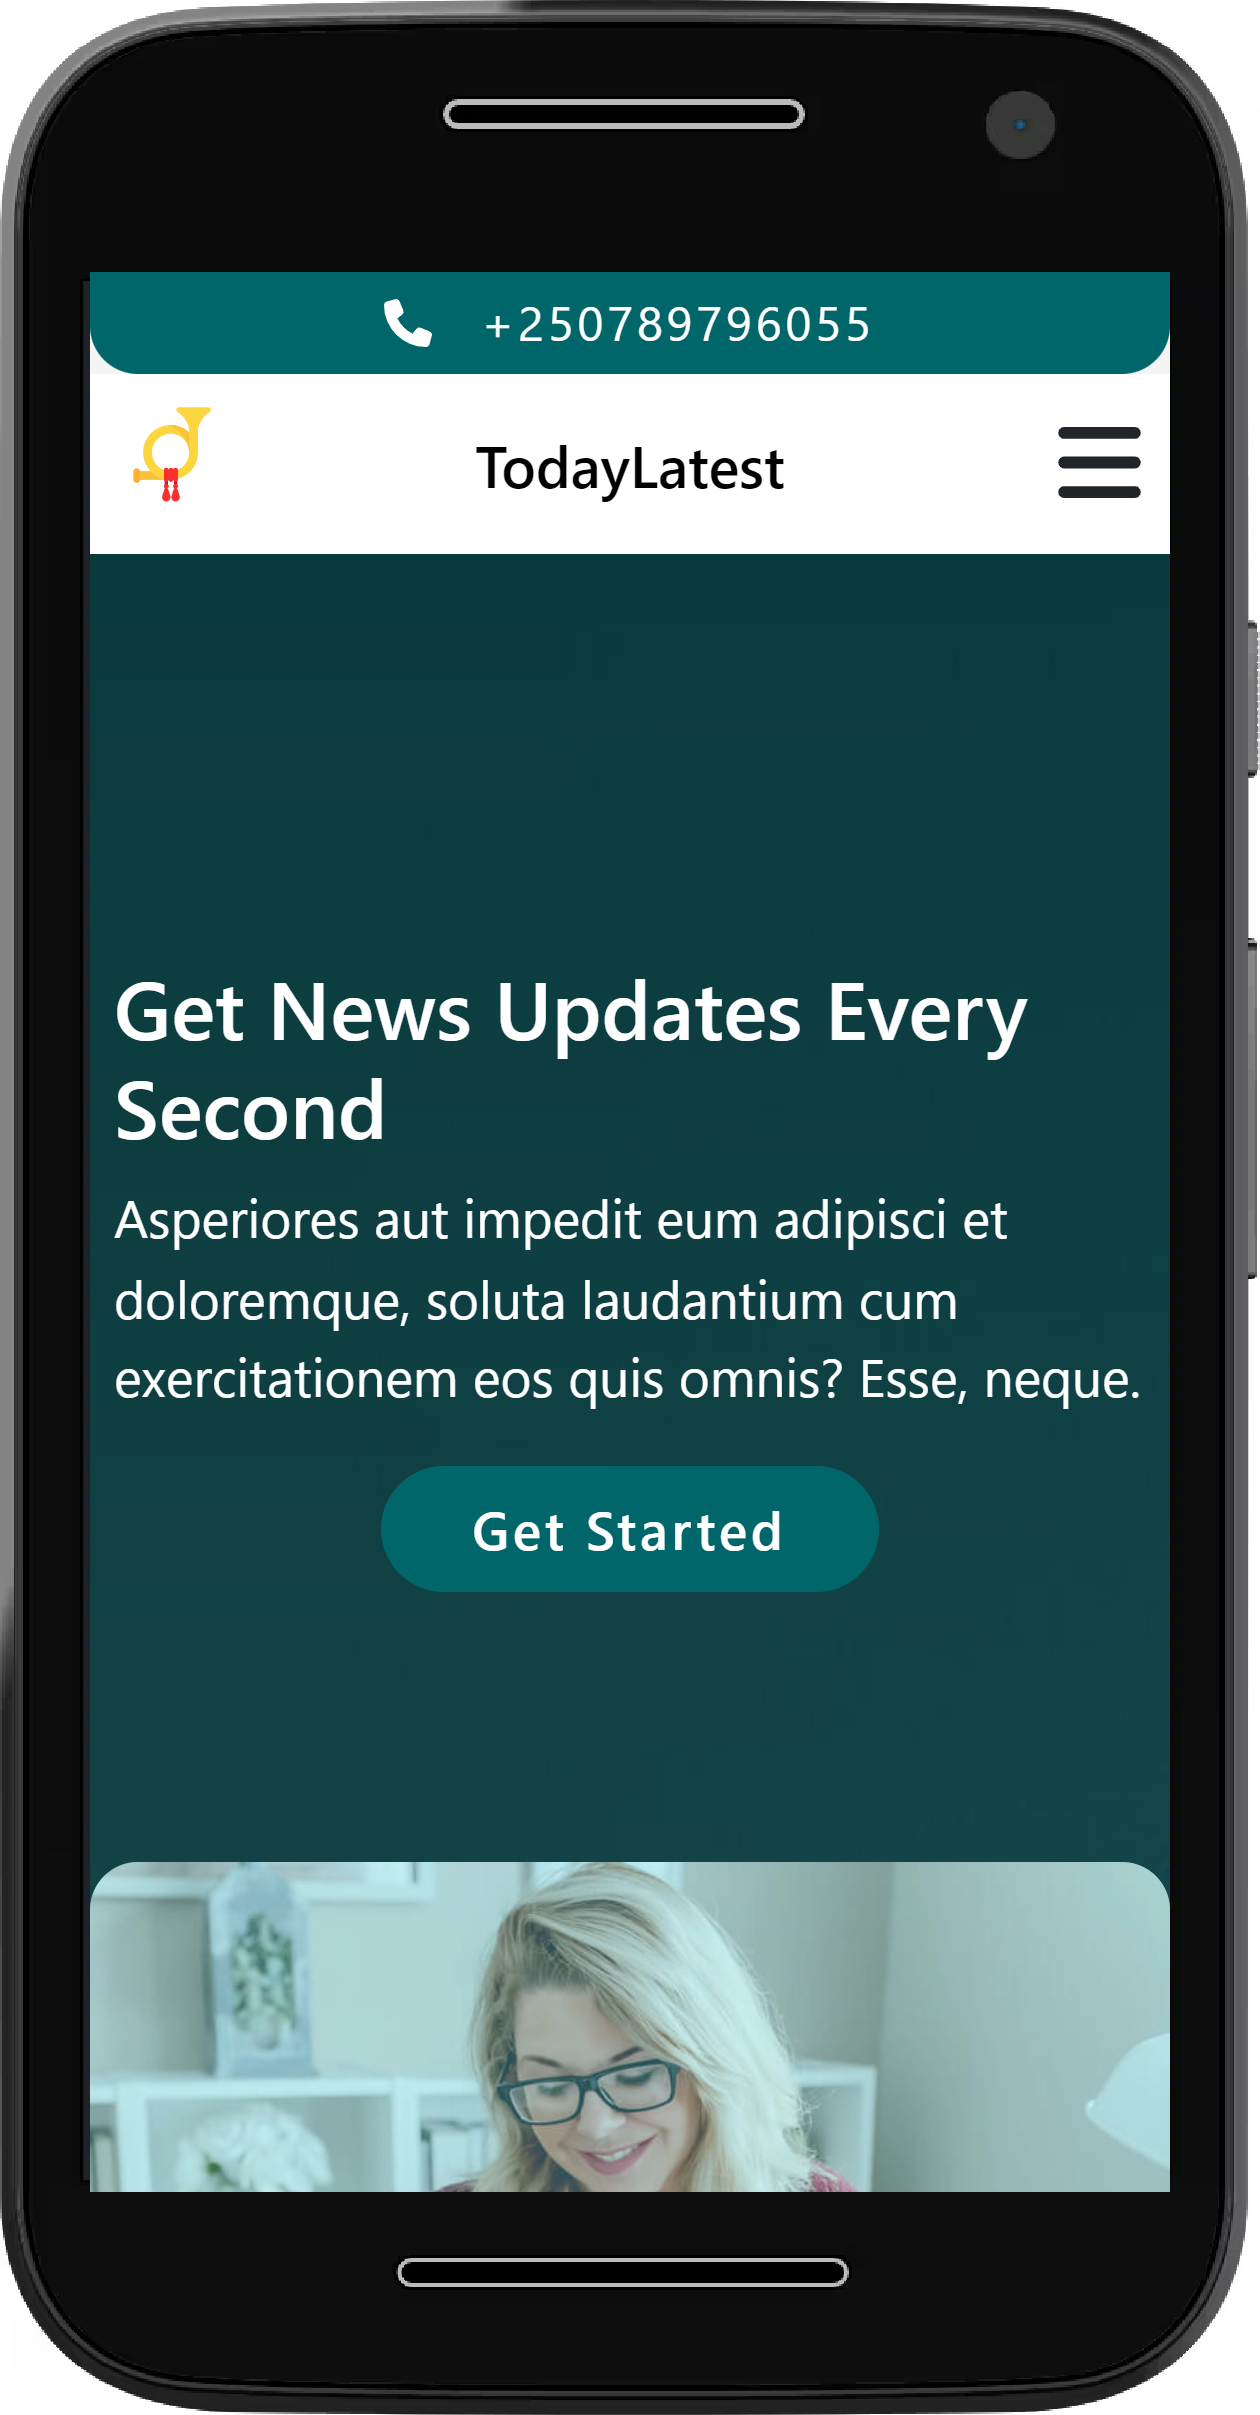 +250789796055
TodayLatest
Get News Updates Every
Second
Asperiores aut impedit eum adipisci et
doloremque, soluta laudantium cum
exercitationem eos quis omnis? Esse, neque.
Get Started